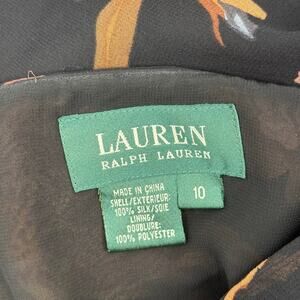 LAUREN
RALPH LAUREN
MADE IN CHINA
SHELL/EXTÉRIEUR:
100% SILK/SOIE
LINING/
DOUBLURE:
100% POLYESTER
10